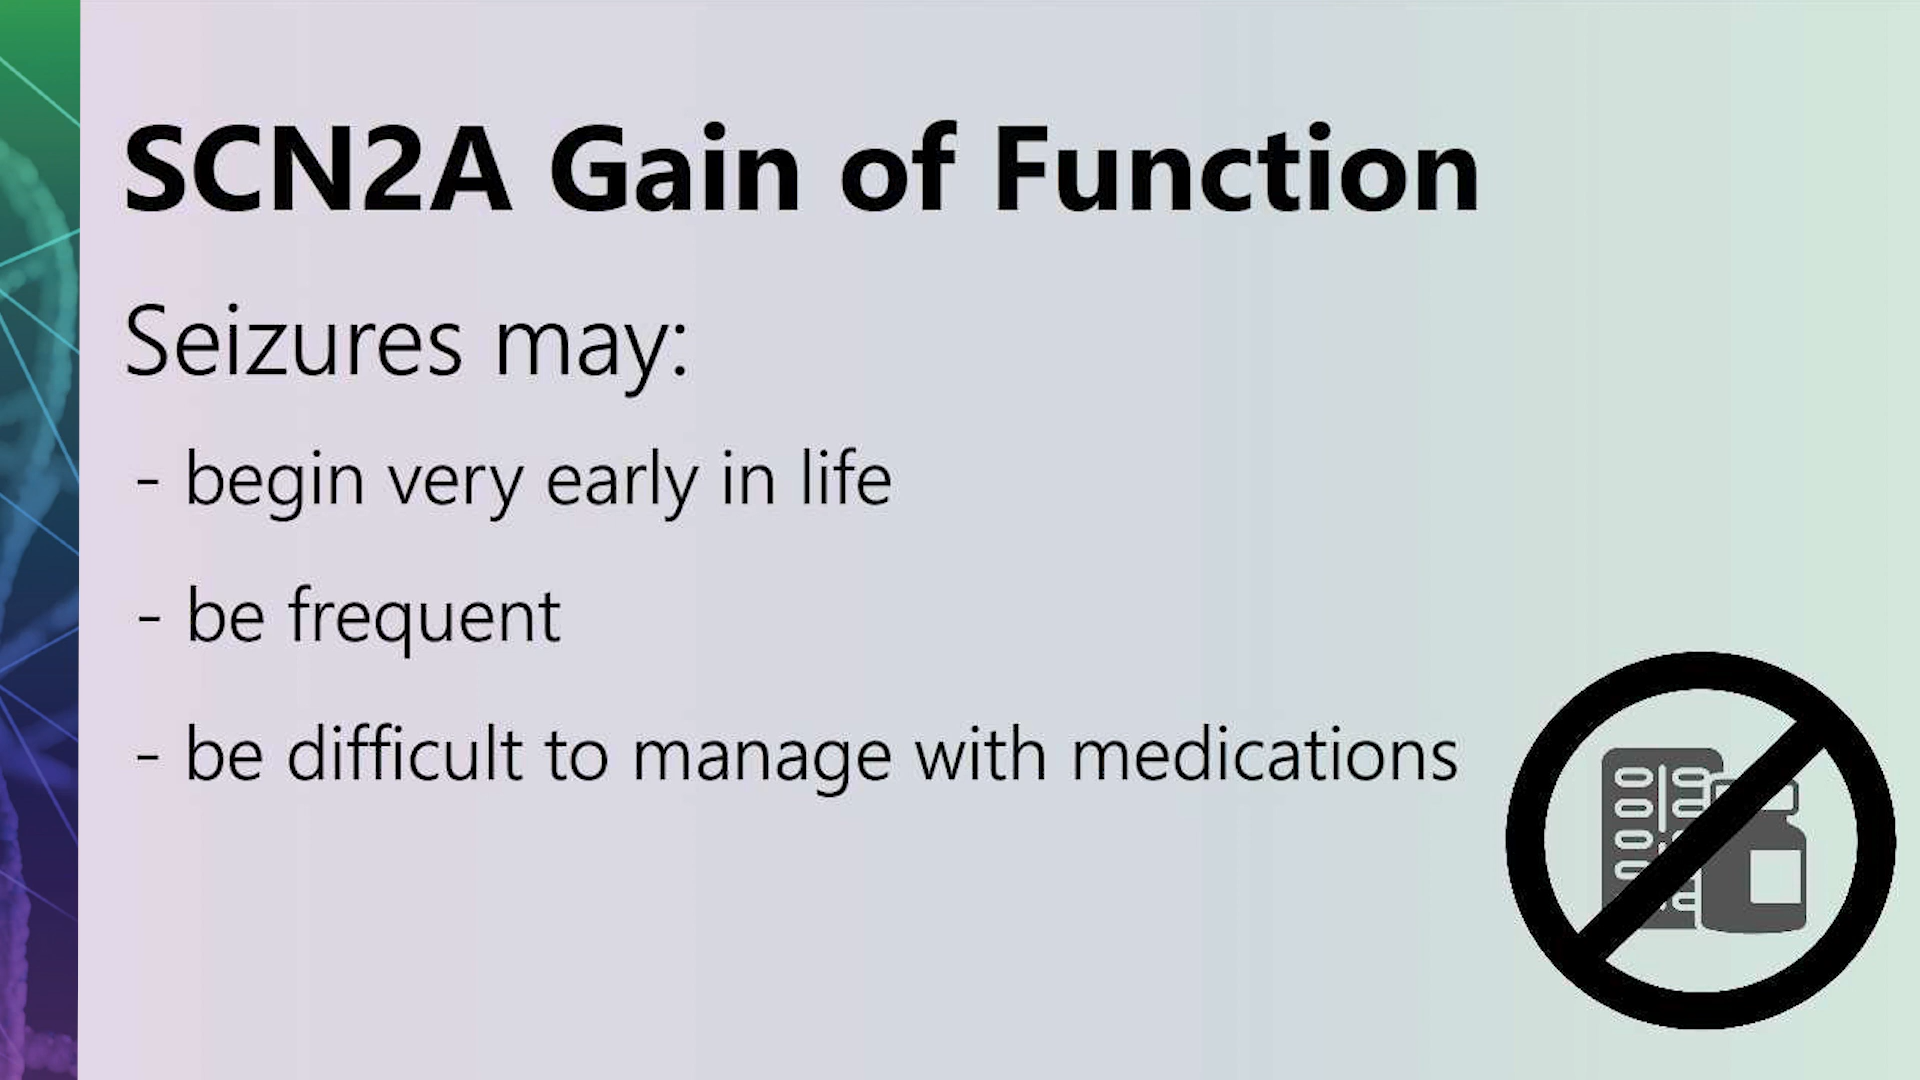 SCN2A Gain of Function
Seizures may:
- begin very early in life
- be frequent
- be difficult to manage with medications